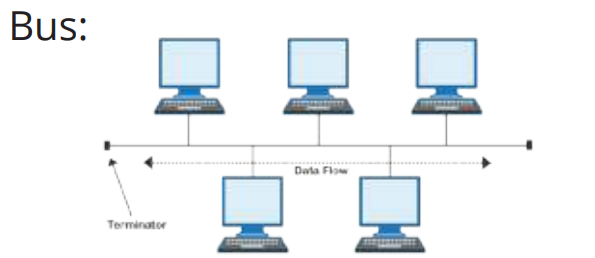 Bus:
Data Flow
Terminator